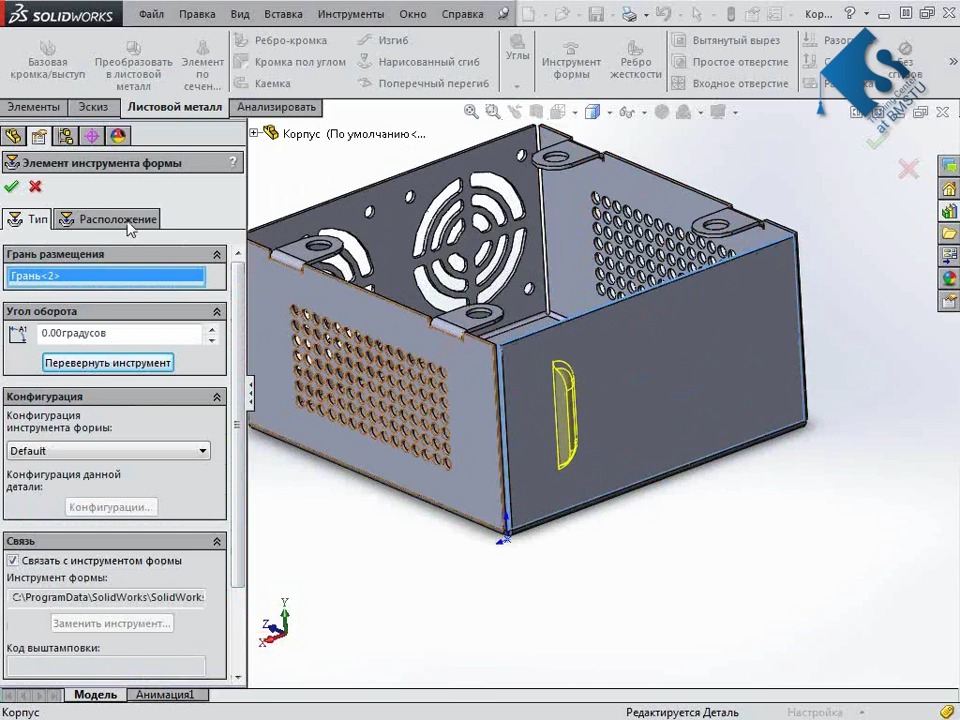 SOLIDWORKS
Файл Правка Вид Вставка Инструменты Окно Справка
Кор... ?
Базовая кромка/выступ
Преобразовать в листовой металл
Элемент по сечен...
Ребро-кромка
Кромка пол углом
Каемка
Изгиб
Нарисованный сгиб
Поперечный перегиб
Углы
Инструмент формы
Ребро жесткости
Вытянутый вырез
Простое отверстие
Входное отверстие
Элементы Эскиз Листовой металл Анализировать
Training Center
at BMSTU
Корпус (По умолчанию<...
Элемент инструмента формы ?
Тип Расположение
Грань размещения
Грань<2>
Угол оборота
A1
0.00градусов
Перевернуть инструмент
Конфигурация
Конфигурация
инструмента формы:
Default
Конфигурация данной
детали:
Конфигурации...
Связь
Связать с инструментом формы
Инструмент формы:
C:\ProgramData\SolidWorks\SolidWork:
Заменить инструмент...
Код выштамповки:
Y
Z
X
Модель Анимация1
Корпус
Редактируется Деталь
Настройка